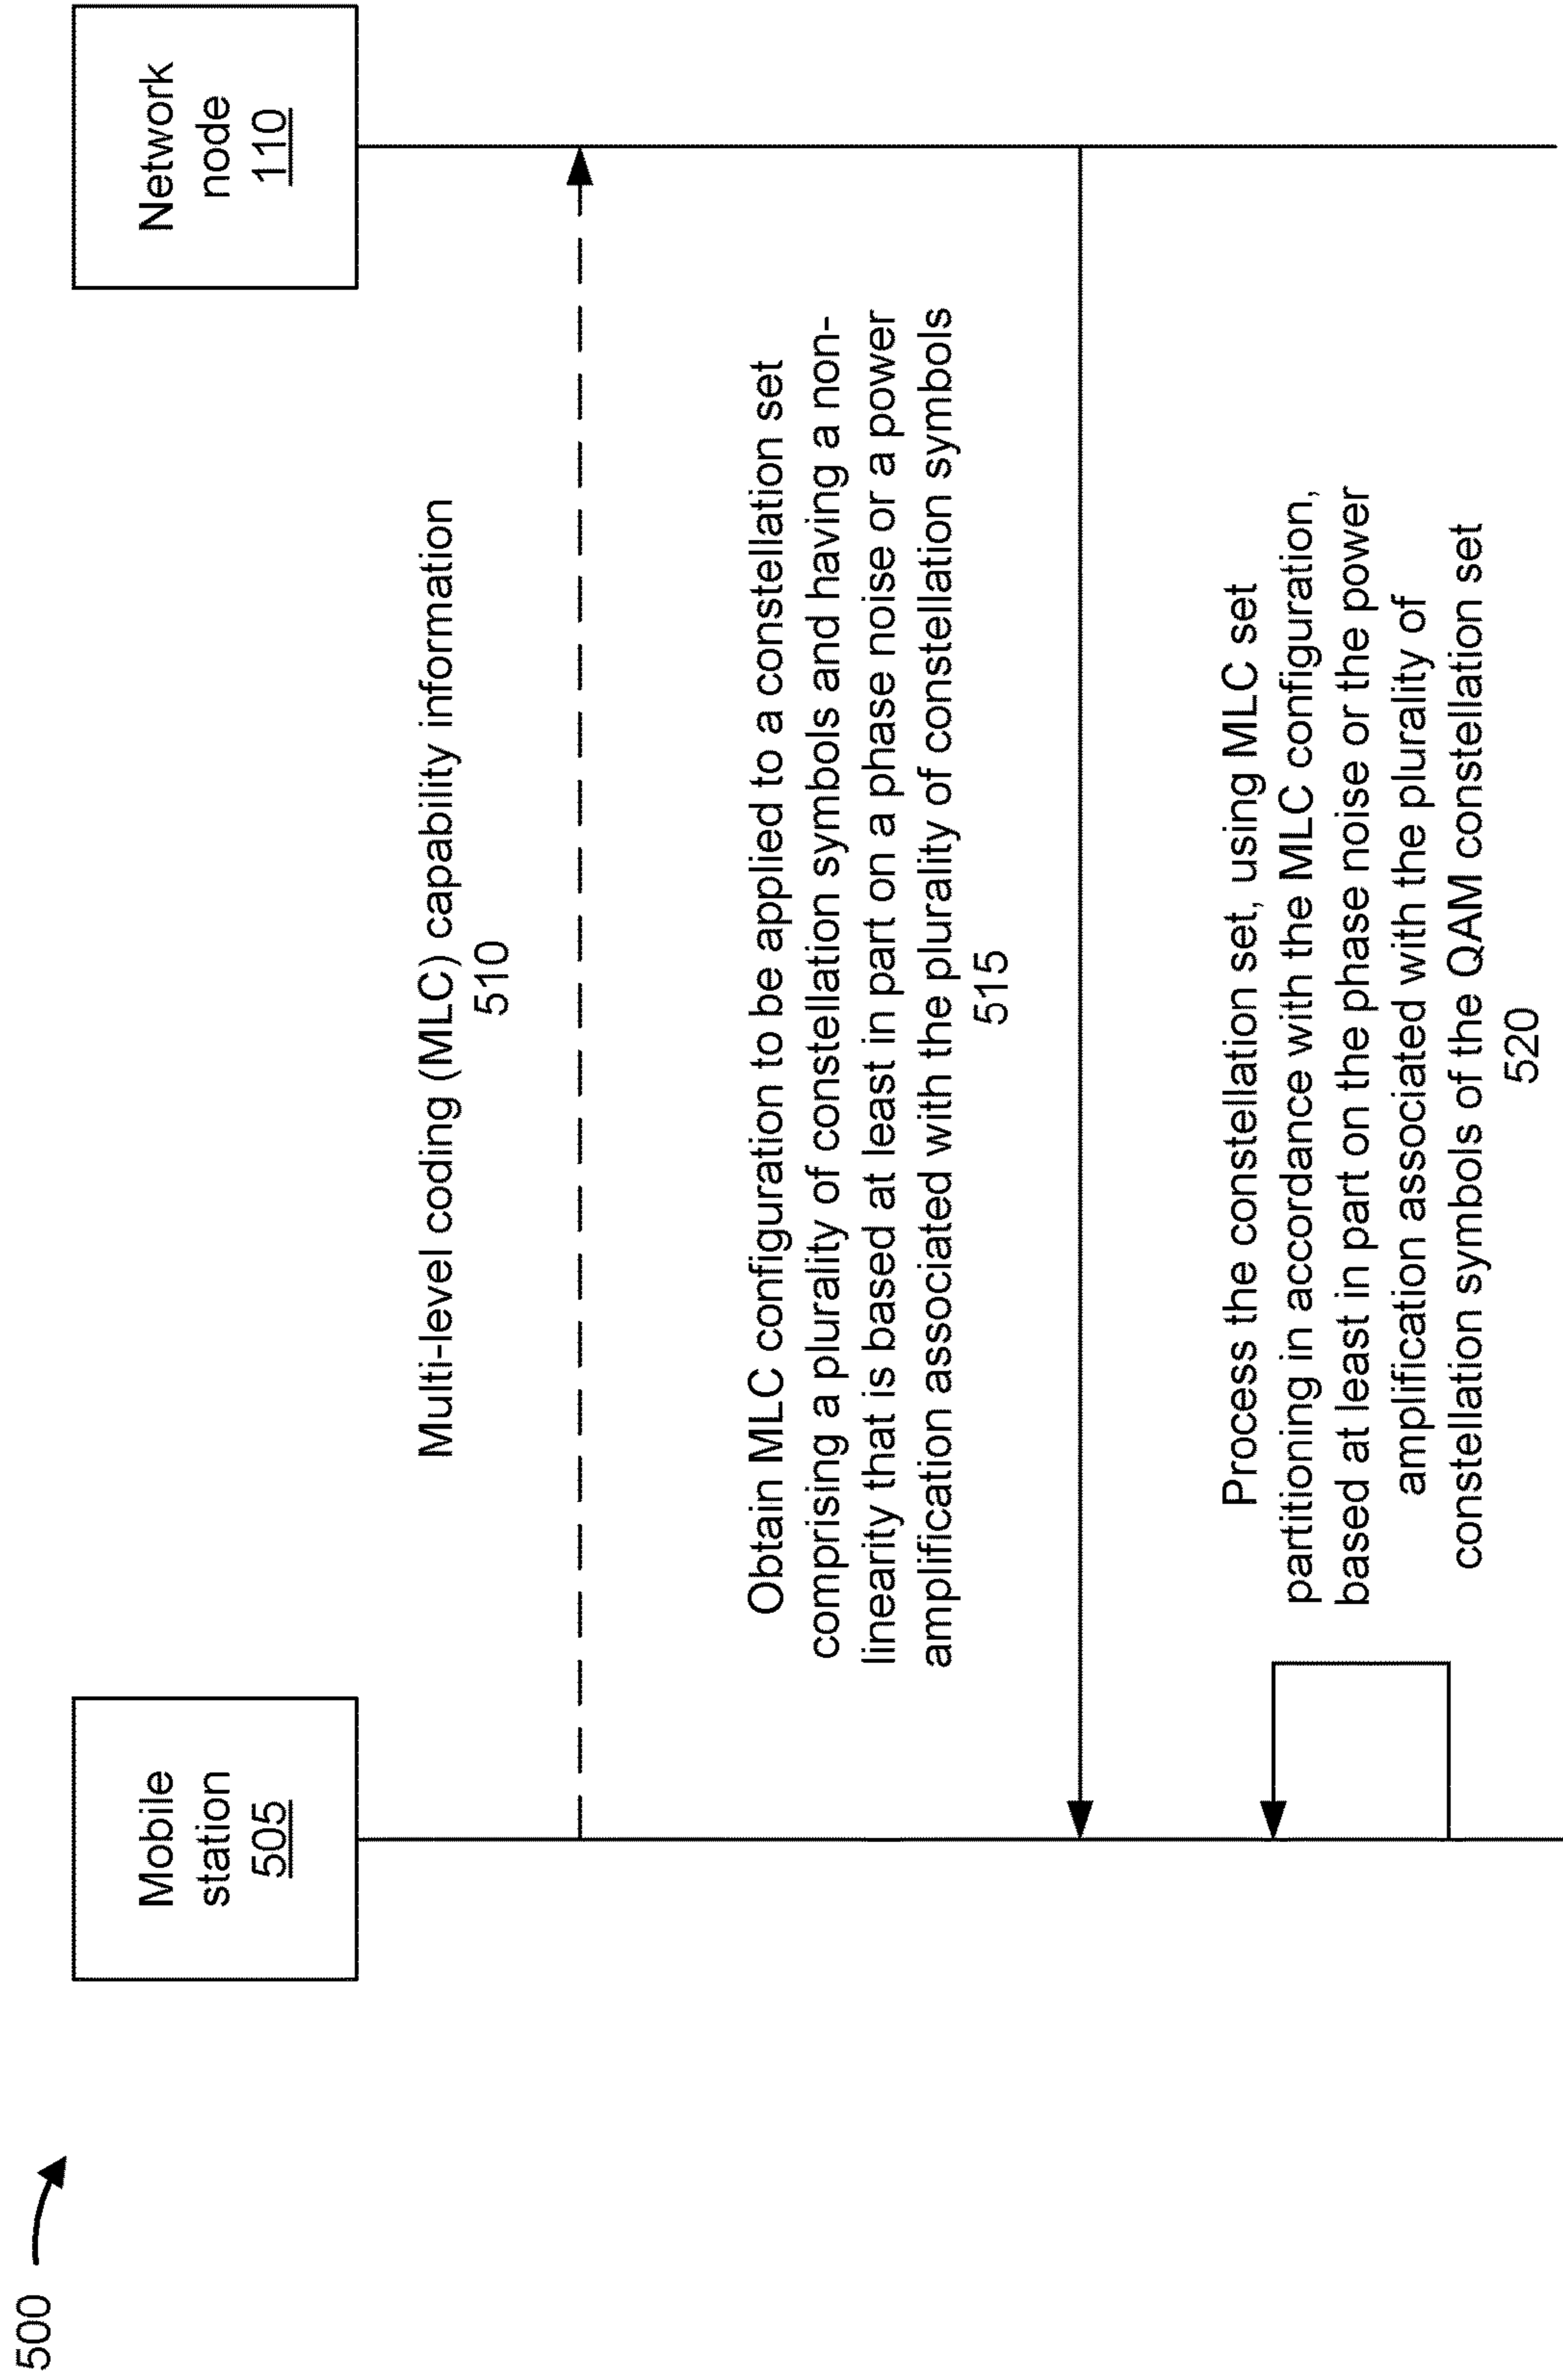 500
Mobile
station
505
Network
node
110
Multi-level coding (MLC) capability information
510
Obtain MLC configuration to be applied to a constellation set
comprising a plurality of constellation symbols and having a non-
linearity that is based at least in part on a phase noise or a power
amplification associated with the plurality of constellation symbols
515
Process the constellation set, using MLC set
partitioning in accordance with the MLC configuration,
based at least in part on the phase noise or the power
amplification associated with the plurality of
constellation symbols of the QAM constellation set
520